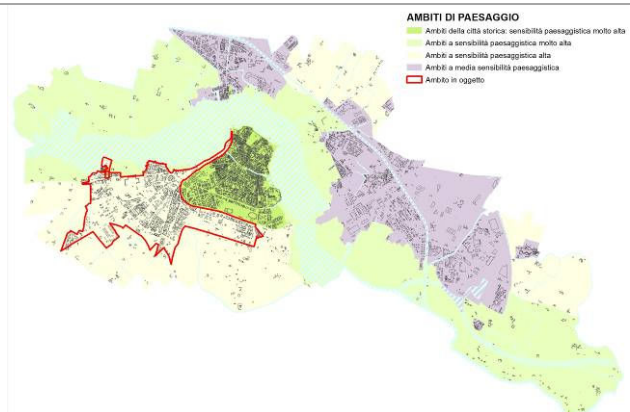 AMBITI DI PAESAGGIO
Ambiti della città storica: sensibilità paesaggistica molto alta
Ambiti a sensibilità paesaggistica molto alta
Ambiti a sensibilità paesaggistica alta
Ambiti a media sensibilità paesaggistica
Ambito in oggetto